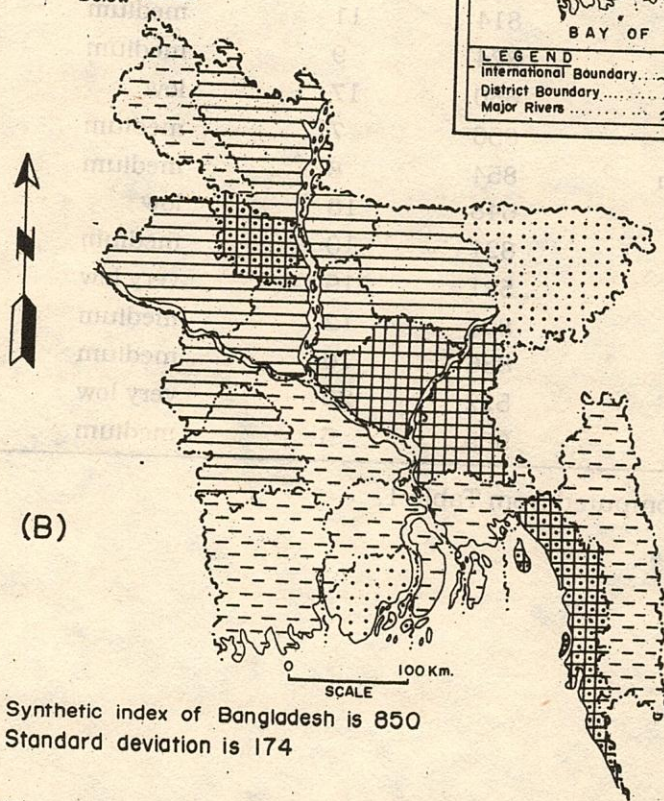 BAY OF
LEGEND
International Boundary...
District Boundary..........
Major Rivers...............
N
(B)
0 100 Km.
SCALE
Synthetic index of Bangladesh is 850
Standard deviation is 174